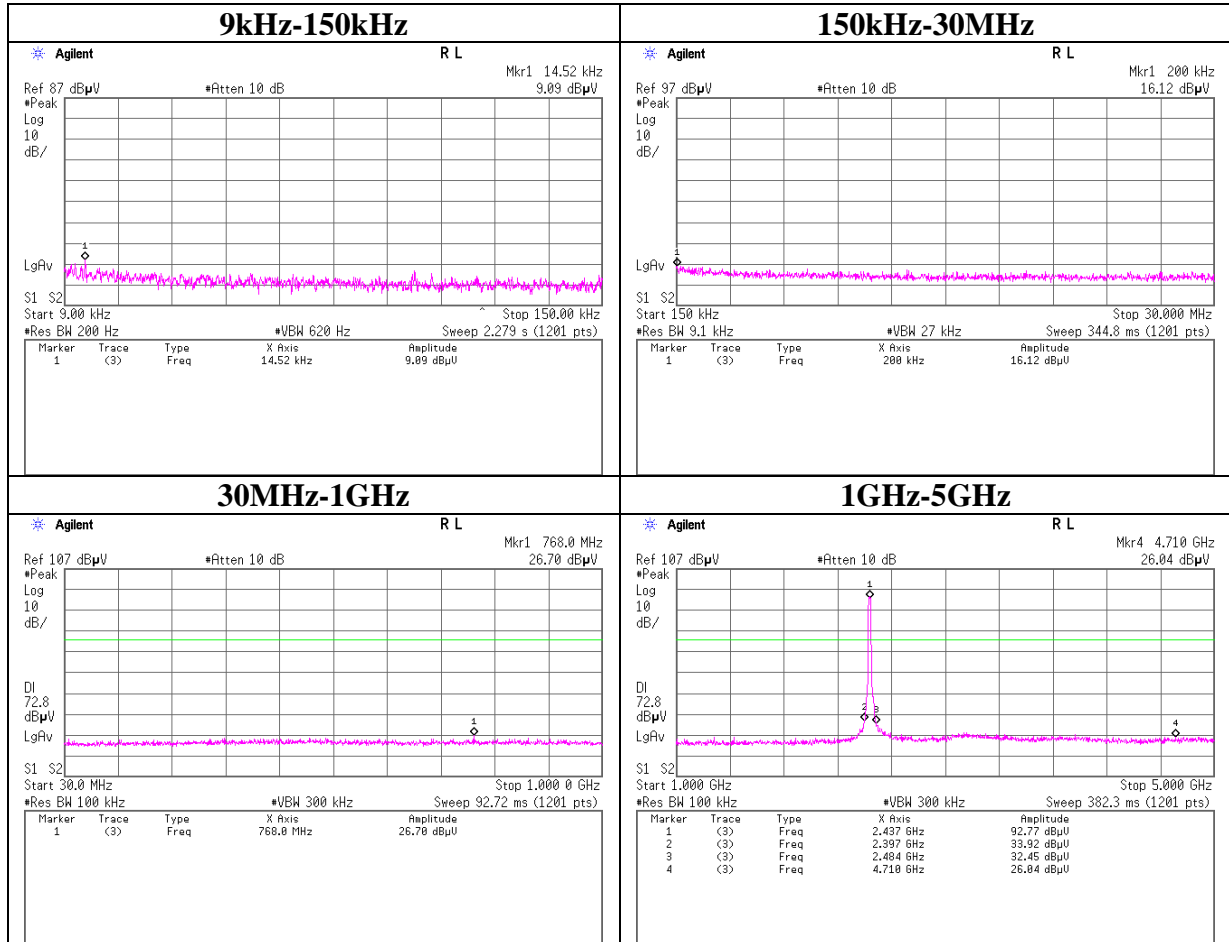 9kHz-150kHz
Agilent R L
Mkr1 14.52 kHz
Ref 87 dBµV #Atten 10 dB 9.09 dBµV
#Peak
Log
10
dB/
1
LgAv
S1 S2
Start 9.00 kHz ^ Stop 150.00 kHz
#Res BW 200 Hz #VBW 620 Hz Sweep 2.279 s (1201 pts)
Marker Trace Type X Axis Amplitude
1 (3) Freq 14.52 kHz 9.09 dBµV
150kHz-30MHz
Agilent R L
Mkr1 200 kHz
Ref 97 dBµV #Atten 10 dB 16.12 dBµV
#Peak
Log
10
dB/
1
LgAv
S1 S2
Start 150 kHz Stop 30.000 MHz
#Res BW 9.1 kHz #VBW 27 kHz Sweep 344.8 ms (1201 pts)
Marker Trace Type X Axis Amplitude
1 (3) Freq 200 kHz 16.12 dBµV
30MHz-1GHz
Agilent R L
Mkr1 768.0 MHz
Ref 107 dBµV #Atten 10 dB 26.70 dBµV
#Peak
Log
10
dB/
DI
72.8
dBµV
1
LgAv
S1 S2
Start 30.0 MHz Stop 1.000 0 GHz
#Res BW 100 kHz #VBW 300 kHz Sweep 92.72 ms (1201 pts)
Marker Trace Type X Axis Amplitude
1 (3) Freq 768.0 MHz 26.70 dBµV
1GHz-5GHz
Agilent R L
Mkr4 4.710 GHz
Ref 107 dBµV #Atten 10 dB 26.04 dBµV
#Peak
1
Log
10
dB/
DI
72.8
2 3
dBµV
4
LgAv
S1 S2
Start 1.000 GHz Stop 5.000 GHz
#Res BW 100 kHz #VBW 300 kHz Sweep 382.3 ms (1201 pts)
Marker Trace Type X Axis Amplitude
1 (3) Freq 2.437 GHz 92.77 dBµV
2 (3) Freq 2.397 GHz 33.92 dBµV
3 (3) Freq 2.484 GHz 32.45 dBµV
4 (3) Freq 4.710 GHz 26.04 dBµV